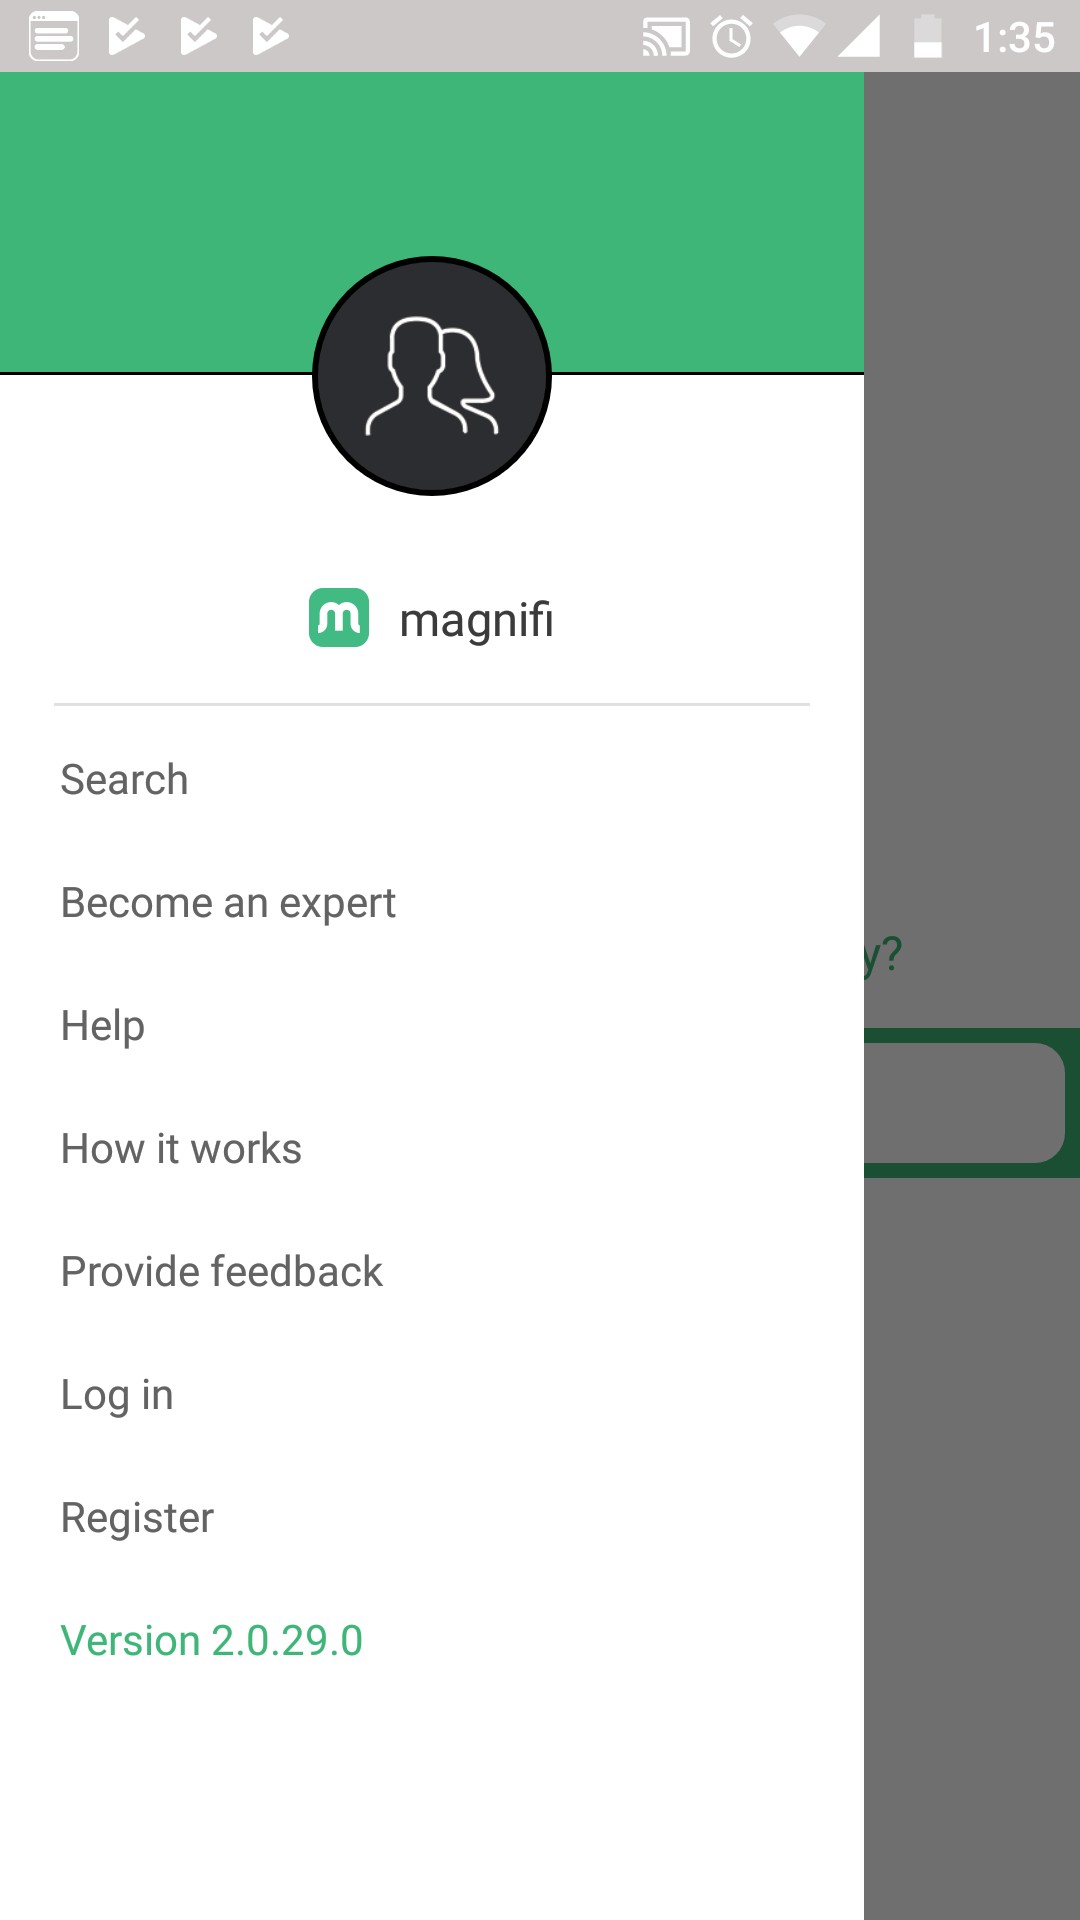 1:35
magnifi
Search
Become an expert
y?
Help
How it works
Provide feedback
Log in
Register
Version 2.0.29.0